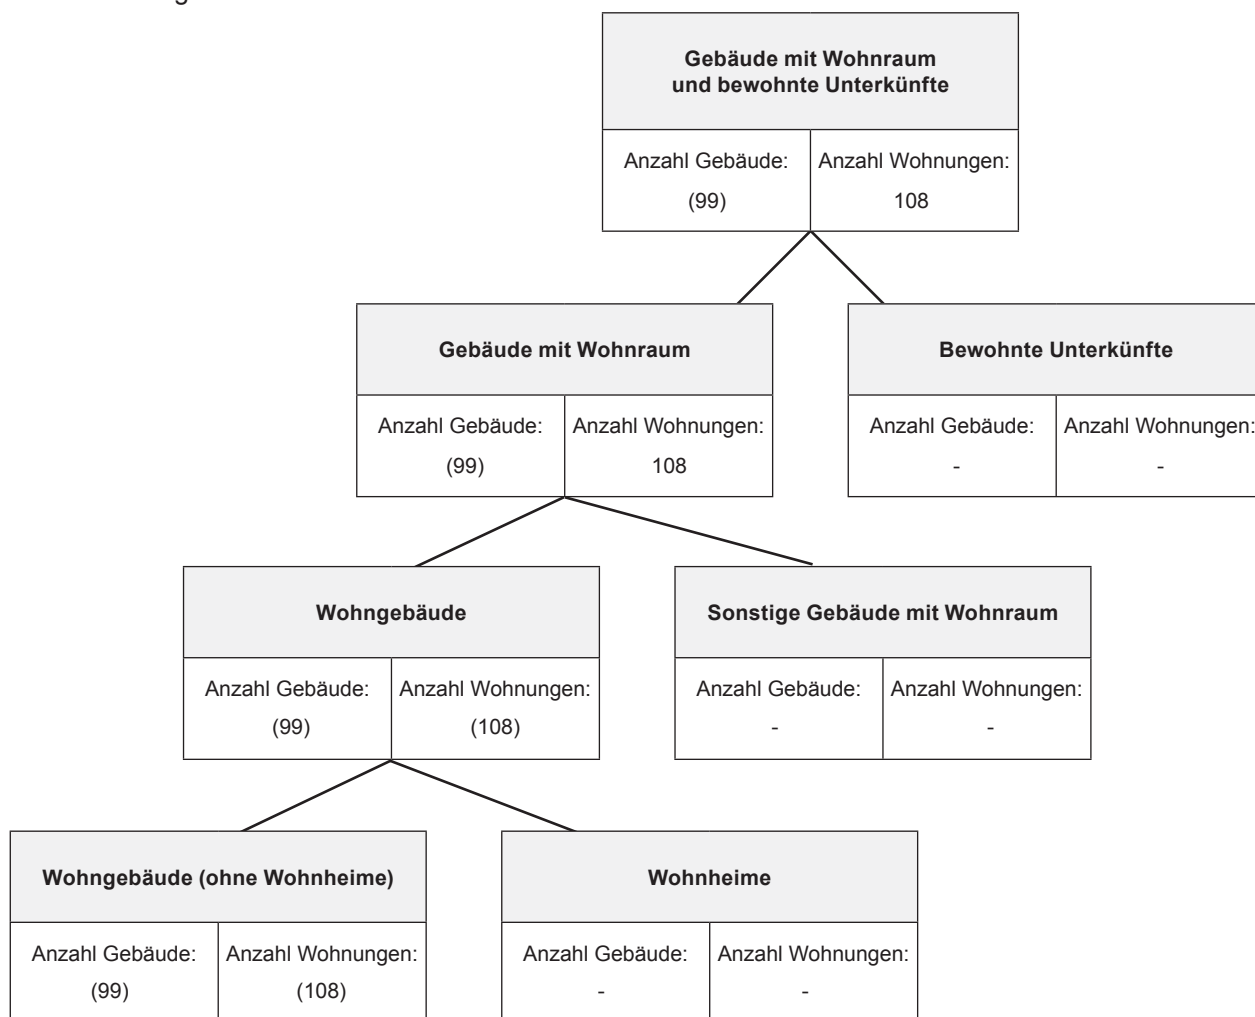 Gebäude mit Wohnraum
und bewohnte Unterkünfte
Anzahl Gebäude: Anzahl Wohnungen:
(99) 108
Gebäude mit Wohnraum
Anzahl Gebäude: Anzahl Wohnungen:
(99) 108
Bewohnte Unterkünfte
Anzahl Gebäude: Anzahl Wohnungen:
- -
Wohngebäude
Anzahl Gebäude: Anzahl Wohnungen:
(99) (108)
Sonstige Gebäude mit Wohnraum
Anzahl Gebäude: Anzahl Wohnungen:
- -
Wohngebäude (ohne Wohnheime)
Anzahl Gebäude: Anzahl Wohnungen:
(99) (108)
Wohnheime
Anzahl Gebäude: Anzahl Wohnungen:
- -